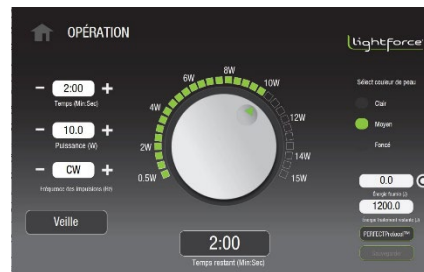 OPÉRATION
lightforce
8W
6W
10W
4W
12W
2W
14W
0.5W
15W
− 2:00 +
Temps (Min:Sec)
− 10.0 +
Puissance (W)
− CW +
Fréquence des impulsions (Hz)
Veille
2:00
Temps restant (Min:Sec)
Sélect couleur de peau
Clair
Moyen
Foncé
0.0
Énergie fournie (J)
1200.0
PERFECTProtocol™